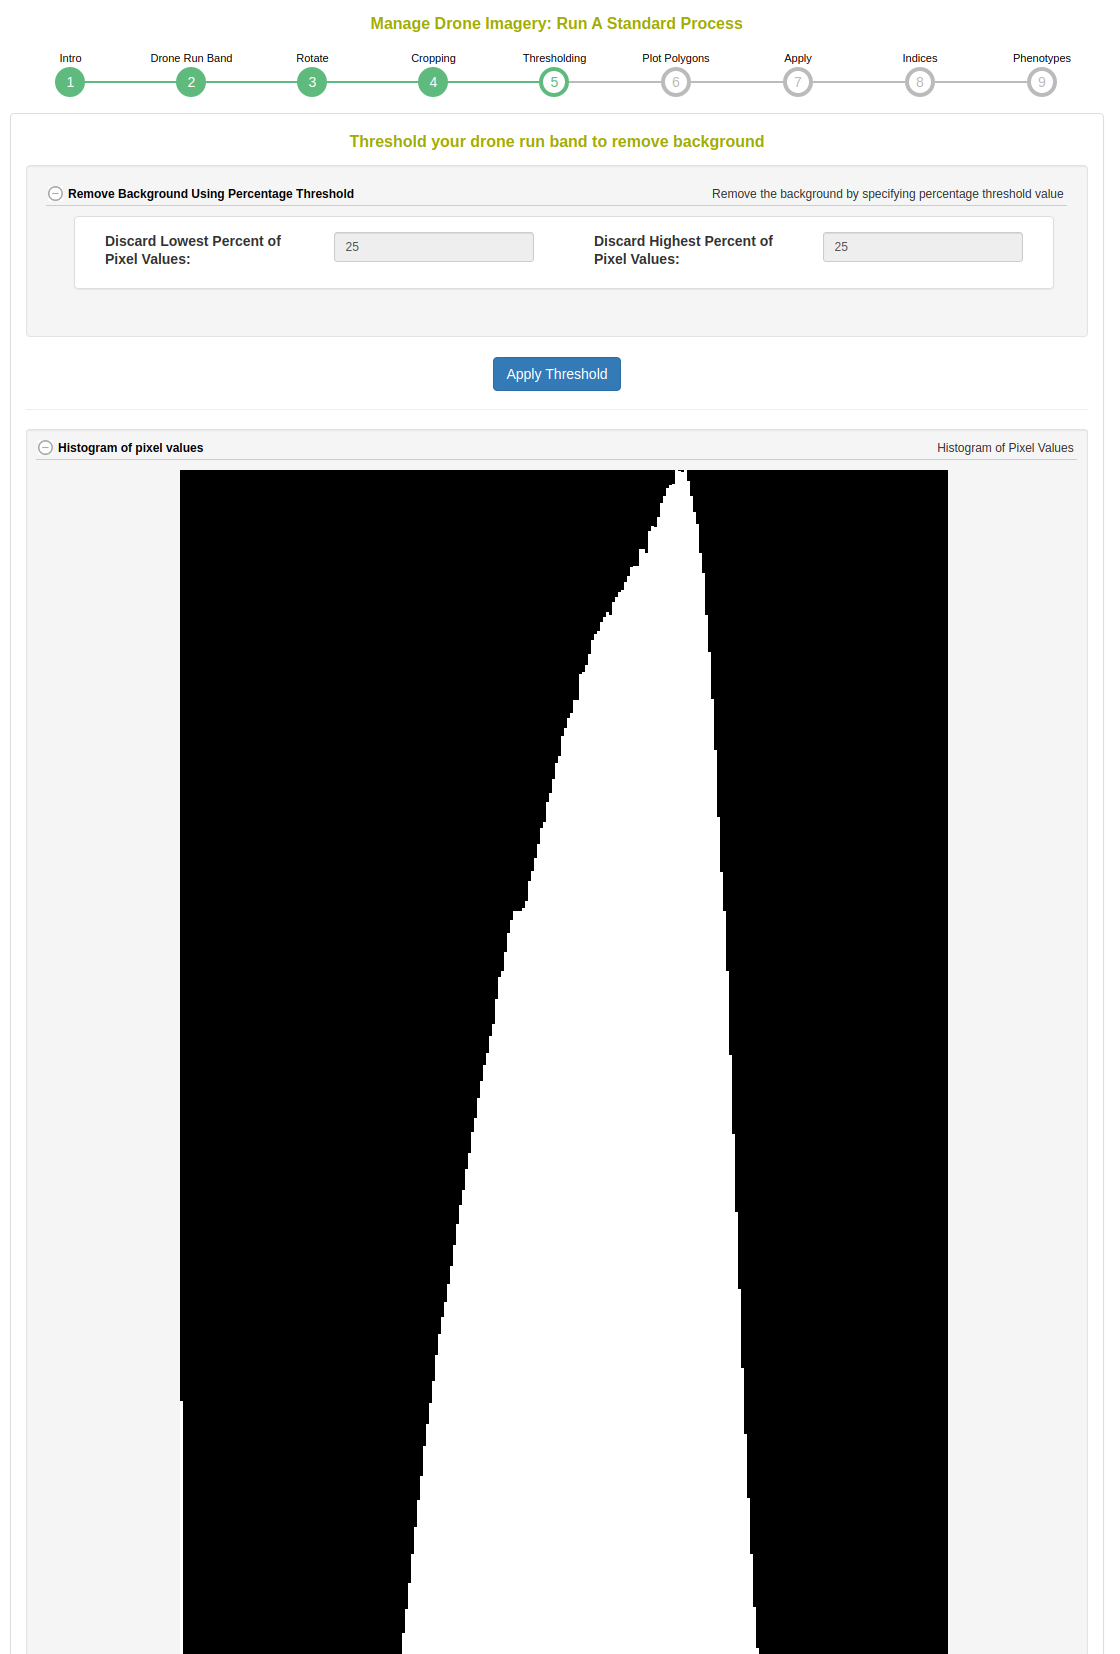 Manage Drone Imagery: Run A Standard Process
Intro Drone Run Band Rotate Cropping Thresholding Plot Polygons Apply Indices Phenotypes
1 2 3 4 5 6 7 8 9
Threshold your drone run band to remove background
Remove Background Using Percentage Threshold Remove the background by specifying percentage threshold value
Discard Lowest Percent of
Pixel Values:
25
Discard Highest Percent of
Pixel Values:
25
Apply Threshold
Histogram of pixel values Histogram of Pixel Values